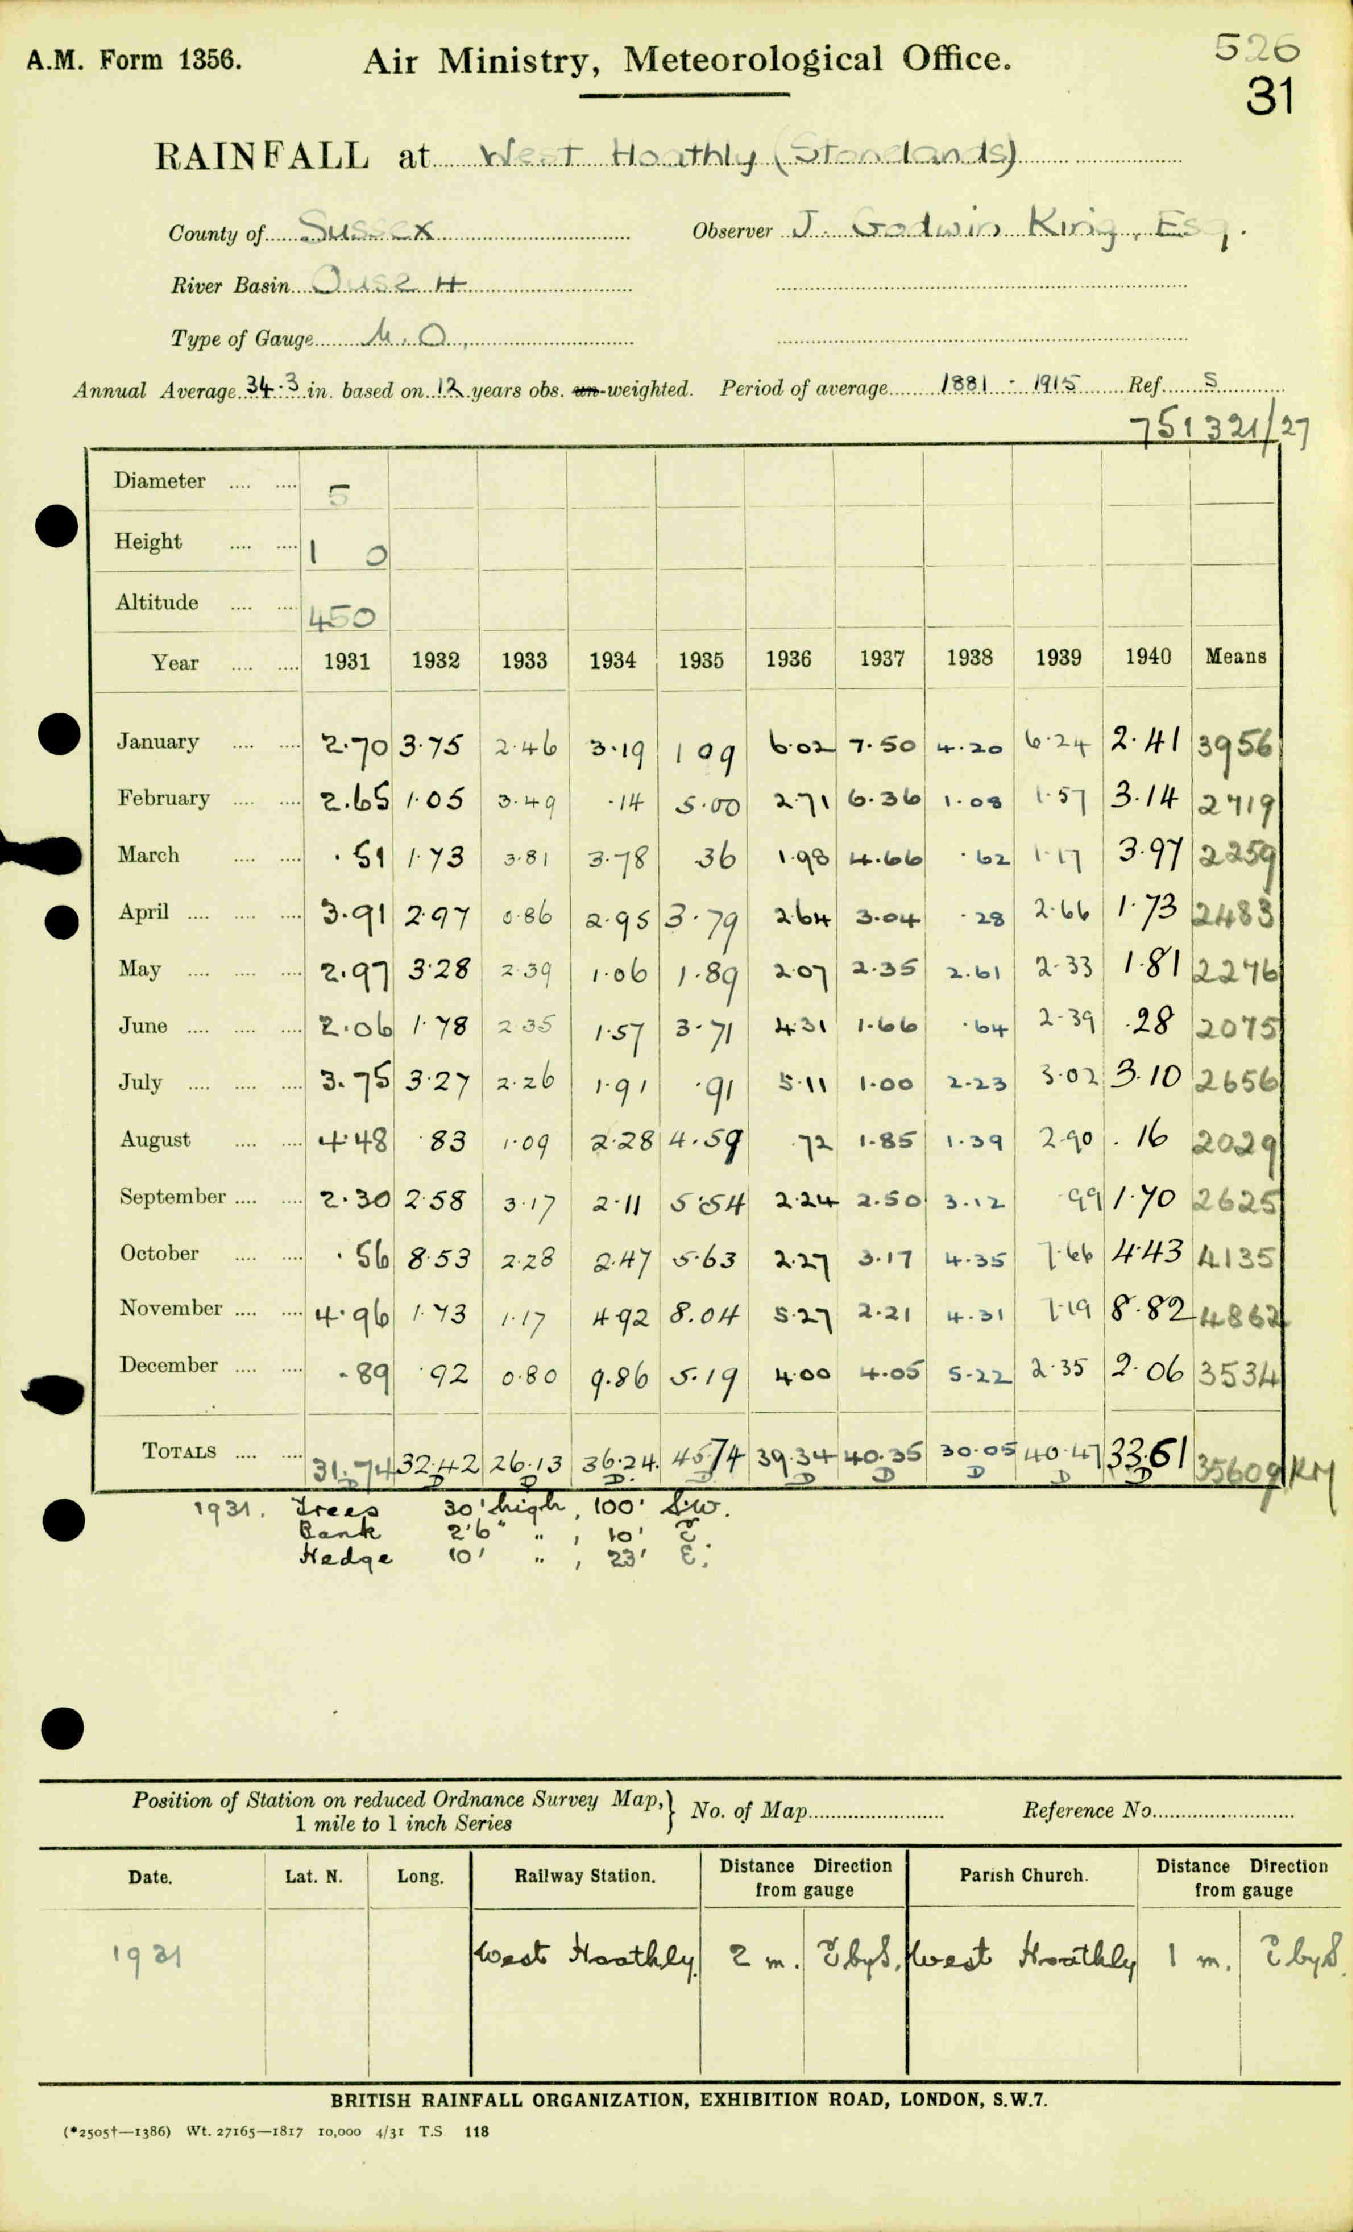 A.M. Form 1356.
Air Ministry, Meteorological Office.
526
31
RAINFALL at West Hoathly (Stonelands)
County of Sussex Observer J. Godwin King, Esq.
River Basin Ouse H
Type of Gauge M.O.
Annual Average 34.3 in. based on 12 years obs. un-weighted. Period of average 1881 - 1915 Ref. S
751321/27
Diameter 5
Height 1 0
Altitude 450
Year 1931 1932 1933 1934 1935 1936 1937 1938 1939 1940 Means
January 2.70 3.75 2.46 3.19 1 09 6.02 7.50 4.20 6.24 2.41 3956
February 2.65 1.05 3.49 .14 5.00 2.71 6.36 1.08 1.57 3.14 2719
March .51 1.73 3.81 3.78 .36 1.98 4.66 .62 1.17 3.97 2259
April 3.91 2.97 0.86 2.95 3.79 2.64 3.04 .28 2.66 1.73 2483
May 2.97 3.28 2.39 1.06 1.89 2.07 2.35 2.61 2.33 1.81 2276
June 2.06 1.78 2.35 1.57 3.71 4.31 1.66 .64 2.39 .28 2075
July 3.75 3.27 2.26 1.91 .91 5.11 1.00 2.23 3.02 3.10 2656
August 4.48 .83 1.09 2.28 4.59 .72 1.85 1.39 2.90 .16 2029
September 2.30 2.58 3.17 2.11 5.54 2.24 2.50 3.12 .99 1.70 2625
October .56 8.53 2.28 2.47 5.63 2.27 3.17 4.35 7.66 4.43 4135
November 4.96 1.73 1.17 4.92 8.04 5.27 2.21 4.31 7.19 8.82 4862
December .89 .92 0.80 9.86 5.19 4.00 4.05 5.22 2.35 2.06 3534
TOTALS 31.74 32.42 26.13 36.24 45.74 39.34 40.35 30.05 40.47 33.61 35609 KM
D D D D D D D D D D
1931. Trees 30' high, 100' S.W.
Bank 2'6" " , 10' E.
Hedge 10' " , 23' E.
Position of Station on reduced Ordnance Survey Map,} No. of Map Reference No.
1 mile to 1 inch Series
Date. Lat. N. Long. Railway Station. Distance Direction from gauge Parish Church. Distance Direction from gauge
1931 West Hoathly. 2 m. E by S. West Hoathly 1 m. E by S.
BRITISH RAINFALL ORGANIZATION, EXHIBITION ROAD, LONDON, S.W.7.
(*2505†—1386) Wt. 27165—1817 10,000 4/31 T.S 118